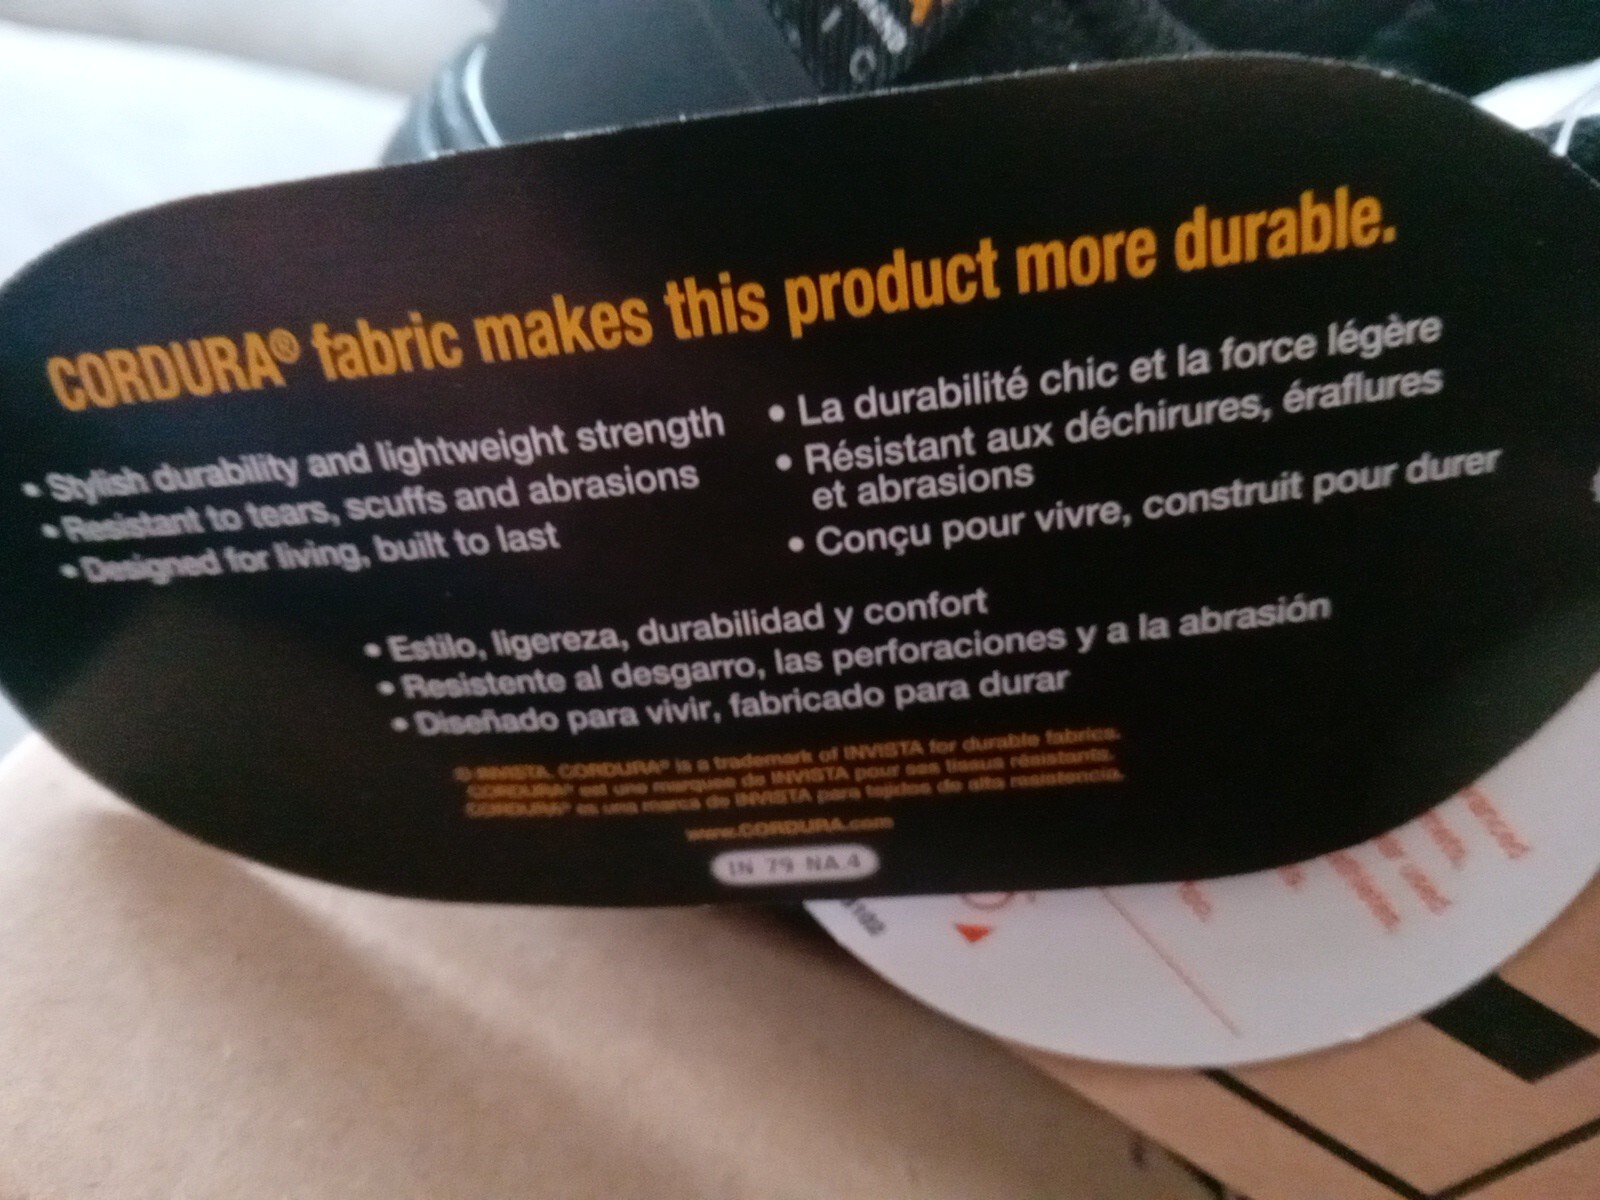 CORDURA® fabric makes this product more durable.
• Stylish durability and lightweight strength
• Resistant to tears, scuffs and abrasions
• Designed for living, built to last
• La durabilité chic et la force légère
• Résistant aux déchirures, éraflures
et abrasions
• Conçu pour vivre, construit pour durer
• Estilo, ligereza, durabilidad y confort
• Resistente al desgarro, las perforaciones y a la abrasión
• Diseñado para vivir, fabricado para durar
© INVISTA. CORDURA® is a trademark of INVISTA for durable fabrics.
CORDURA® est une marque de INVISTA pour ses tissus résistants.
CORDURA® es una marca de INVISTA para tejidos de alta resistencia.
www.CORDURA.com
IN 79 NA.4